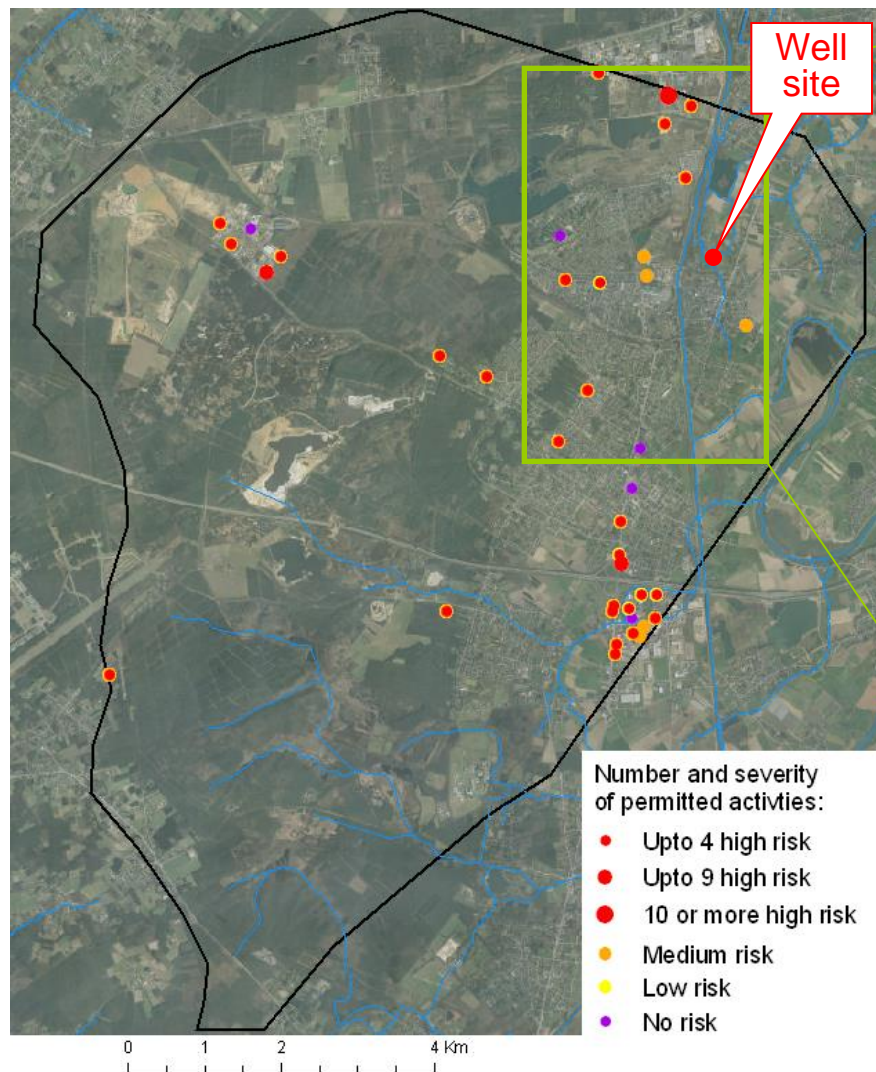 Well
site
Number and severity
of permitted activties:
Upto 4 high risk
Upto 9 high risk
10 or more high risk
Medium risk
Low risk
No risk
0 1 2 4 Km